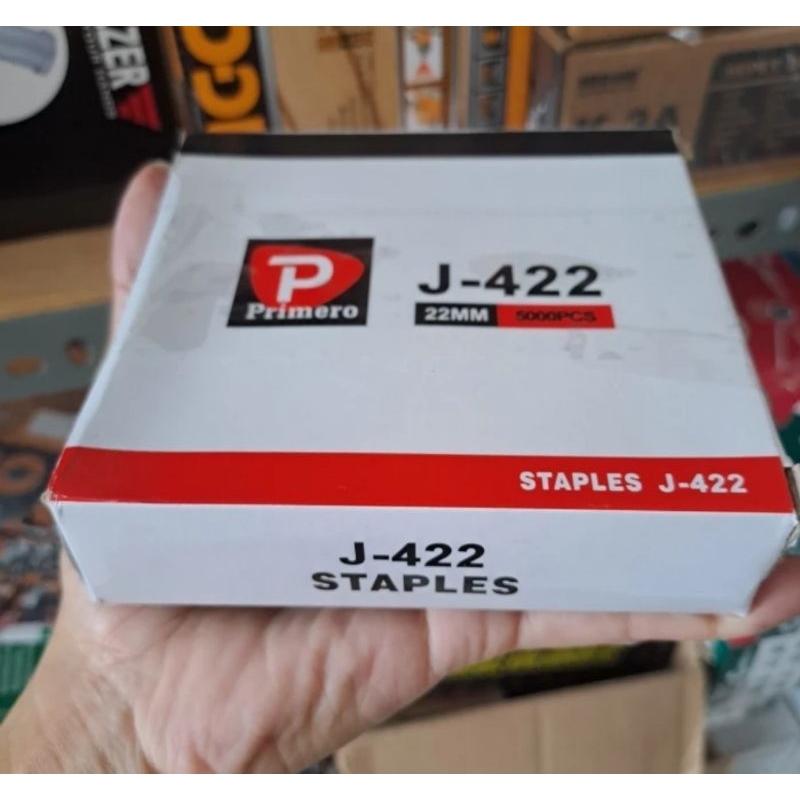 P
Primero
J-422
22MM 5000PCS
STAPLES J-422
J-422
STAPLES